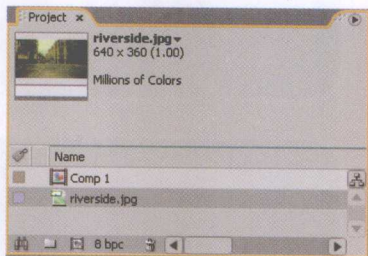 Project ×
riverside.jpg
640 x 360 (1.00)
Millions of Colors
Name
Comp 1
riverside.jpg
8 bpc